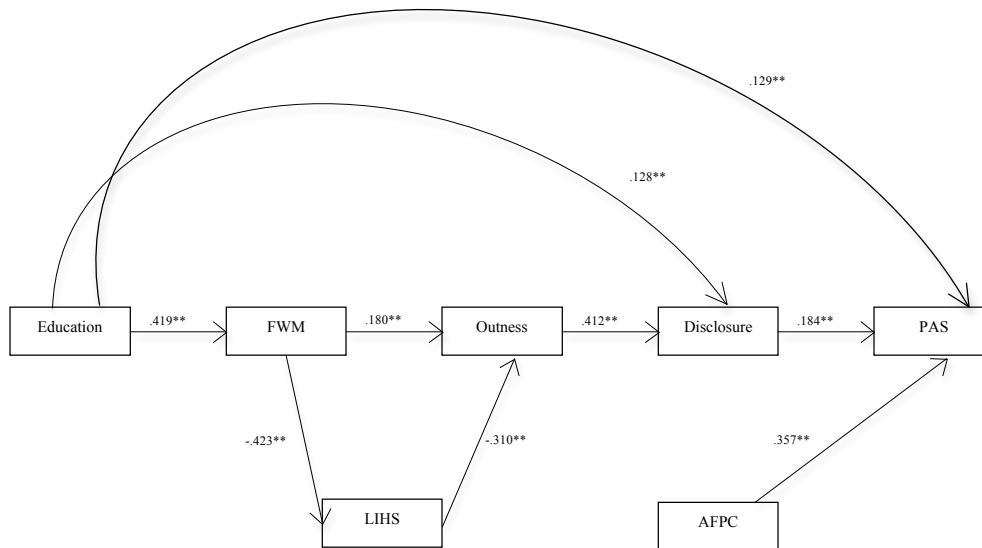 .129**
.128**
Education
.419**
FWM
.180**
Outness
.412**
Disclosure
.184**
PAS
-.423**
-.310**
.357**
LIHS
AFPC